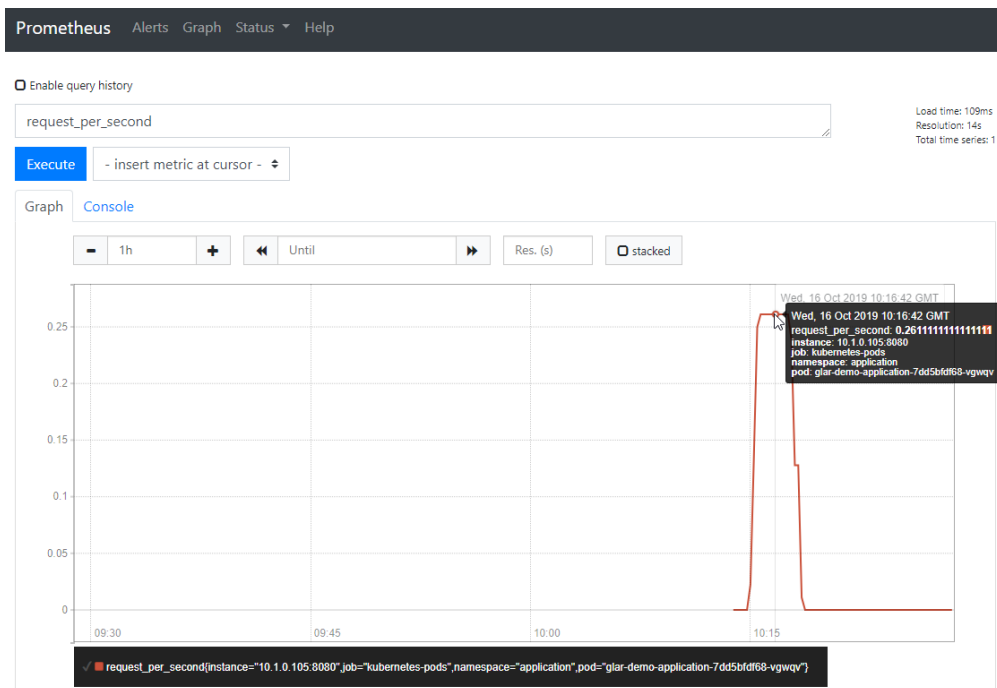 Prometheus Alerts Graph Status Help
Enable query history
request_per_second
Load time: 109ms
Resolution: 14s
Total time series: 1
Execute - insert metric at cursor -
Graph Console
1h Until Res. (s) stacked
Wed, 16 Oct 2019 10:16:42 GMT
Wed, 16 Oct 2019 10:16:42 GMT
request_per_second: 0.261111111111111
instance: 10.1.0.105:8080
job: kubernetes-pods
namespace: application
pod: glar-demo-application-7dd5bfdf68-vgwqv
0.25
0.2
0.15
0.1
0.05
0
09:30 09:45 10:00 10:15
request_per_second{instance="10.1.0.105:8080",job="kubernetes-pods",namespace="application",pod="glar-demo-application-7dd5bfdf68-vgwqv"}